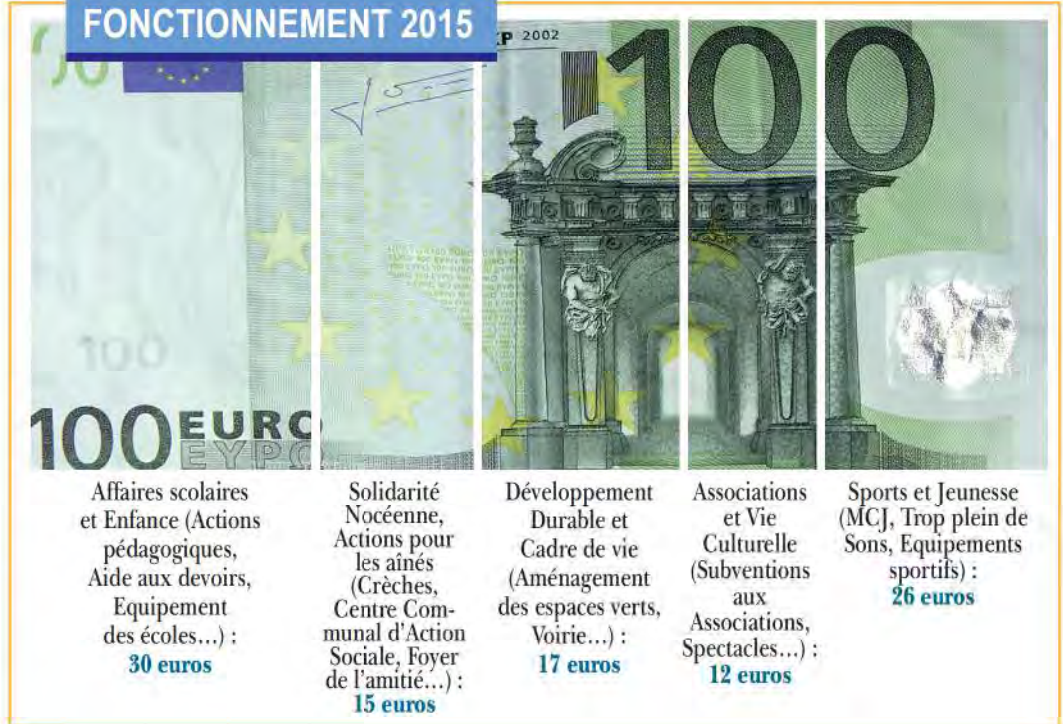 FONCTIONNEMENT 2015
2002
100
100
100 EURO
ΕΥΡΩ
Affaires scolaires
et Enfance (Actions
pédagogiques,
Aide aux devoirs,
Equipement
des écoles…) :
30 euros
Solidarité
Nocéenne,
Actions pour
les aînés
(Crèches,
Centre Com-
munal d'Action
Sociale, Foyer
de l'amitié…) :
15 euros
Développement
Durable et
Cadre de vie
(Aménagement
des espaces verts,
Voirie…) :
17 euros
Associations
et Vie
Culturelle
(Subventions
aux
Associations,
Spectacles…) :
12 euros
Sports et Jeunesse
(MCJ, Trop plein de
Sons, Equipements
sportifs) :
26 euros